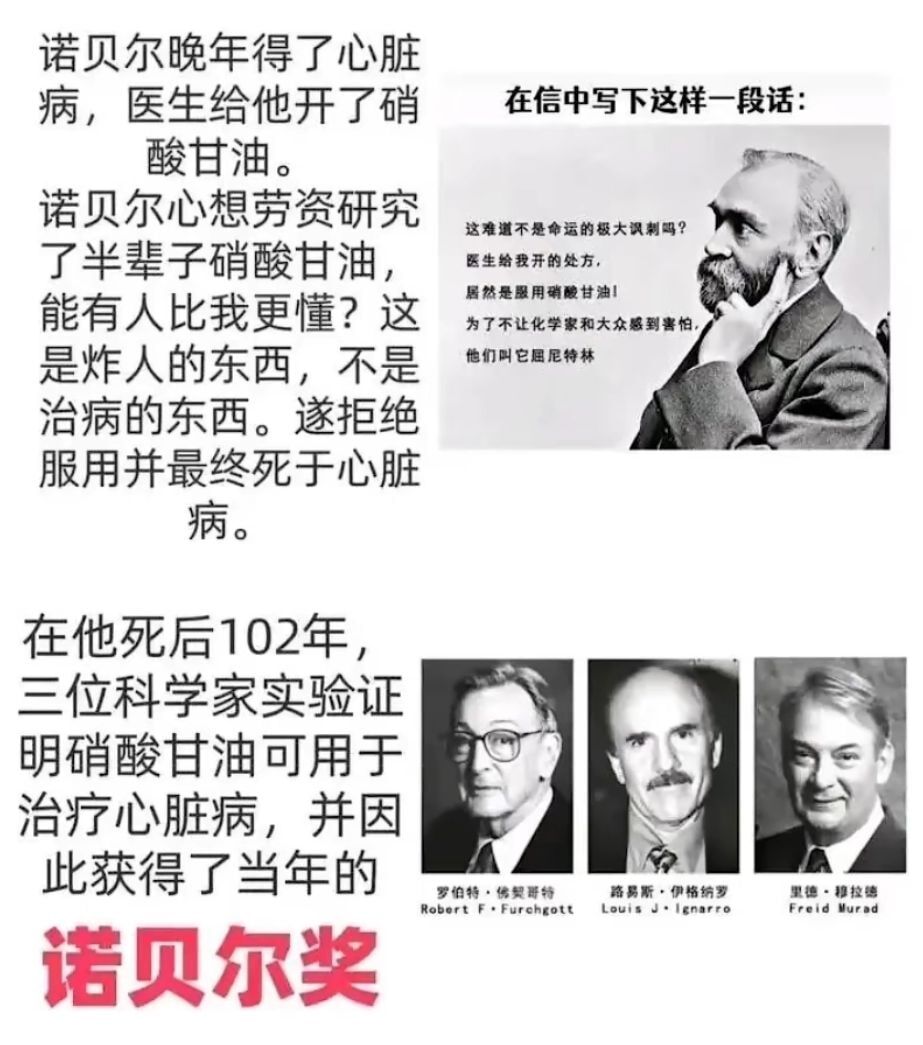 诺贝尔晚年得了心脏
病，医生给他开了硝
酸甘油。
诺贝尔心想劳资研究
了半辈子硝酸甘油，
能有人比我更懂？这
是炸人的东西，不是
治病的东西。遂拒绝
服用并最终死于心脏
病。
在信中写下这样一段话：
这难道不是命运的极大讽刺吗？
医生给我开的处方，
居然是服用硝酸甘油！
为了不让化学家和大众感到害怕，
他们叫它屈尼特林
在他死后102年，
三位科学家实验证
明硝酸甘油可用于
治疗心脏病，并因
此获得了当年的
诺贝尔奖
罗伯特·佛契哥特
Robert F·Furchgott
路易斯·伊格纳罗
Louis J·Ignarro
里德·穆拉德
Freid Murad